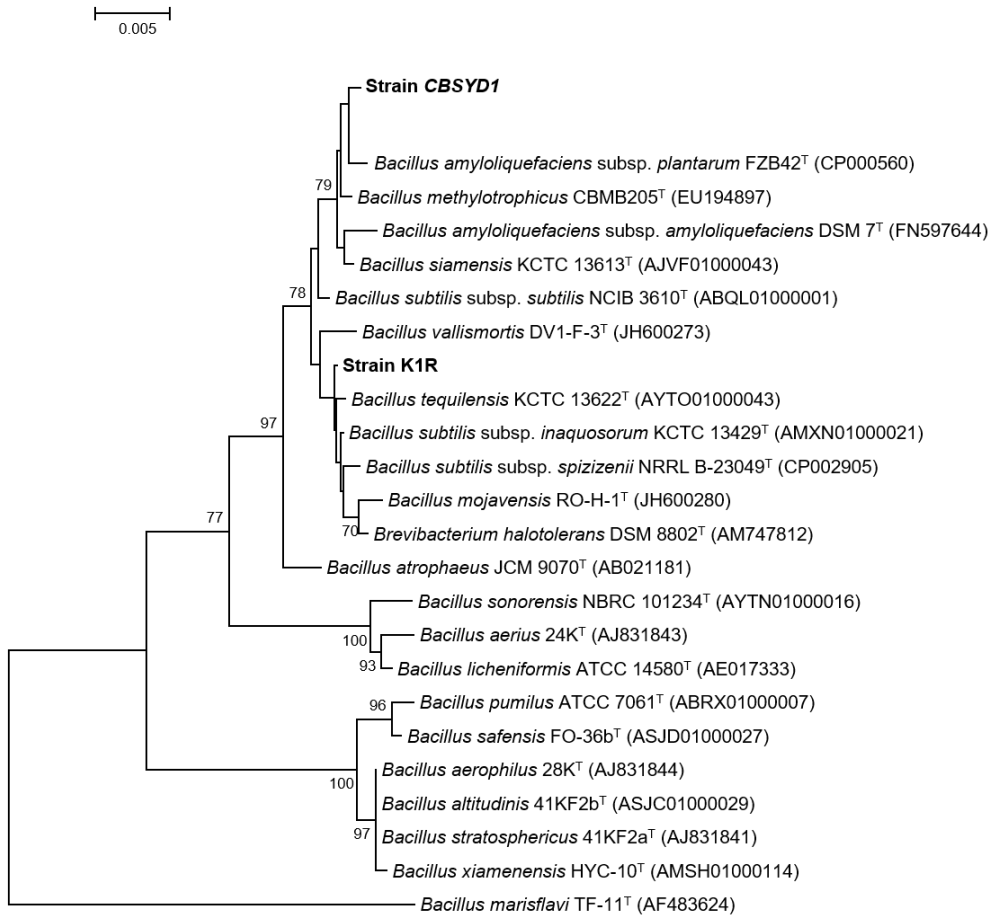 0.005
Strain CBSYD1
Bacillus amyloliquefaciens subsp. plantarum FZB42ᵀ (CP000560)
79
Bacillus methylotrophicus CBMB205ᵀ (EU194897)
Bacillus amyloliquefaciens subsp. amyloliquefaciens DSM 7ᵀ (FN597644)
Bacillus siamensis KCTC 13613ᵀ (AJVF01000043)
78
Bacillus subtilis subsp. subtilis NCIB 3610ᵀ (ABQL01000001)
Bacillus vallismortis DV1-F-3ᵀ (JH600273)
Strain K1R
Bacillus tequilensis KCTC 13622ᵀ (AYTO01000043)
97
Bacillus subtilis subsp. inaquosorum KCTC 13429ᵀ (AMXN01000021)
Bacillus subtilis subsp. spizizenii NRRL B-23049ᵀ (CP002905)
Bacillus mojavensis RO-H-1ᵀ (JH600280)
77
70
Brevibacterium halotolerans DSM 8802ᵀ (AM747812)
Bacillus atrophaeus JCM 9070ᵀ (AB021181)
Bacillus sonorensis NBRC 101234ᵀ (AYTN01000016)
100
Bacillus aerius 24Kᵀ (AJ831843)
93
Bacillus licheniformis ATCC 14580ᵀ (AE017333)
96
Bacillus pumilus ATCC 7061ᵀ (ABRX01000007)
Bacillus safensis FO-36bᵀ (ASJD01000027)
Bacillus aerophilus 28Kᵀ (AJ831844)
100
Bacillus altitudinis 41KF2bᵀ (ASJC01000029)
97
Bacillus stratosphericus 41KF2aᵀ (AJ831841)
Bacillus xiamenensis HYC-10ᵀ (AMSH01000114)
Bacillus marisflavi TF-11ᵀ (AF483624)